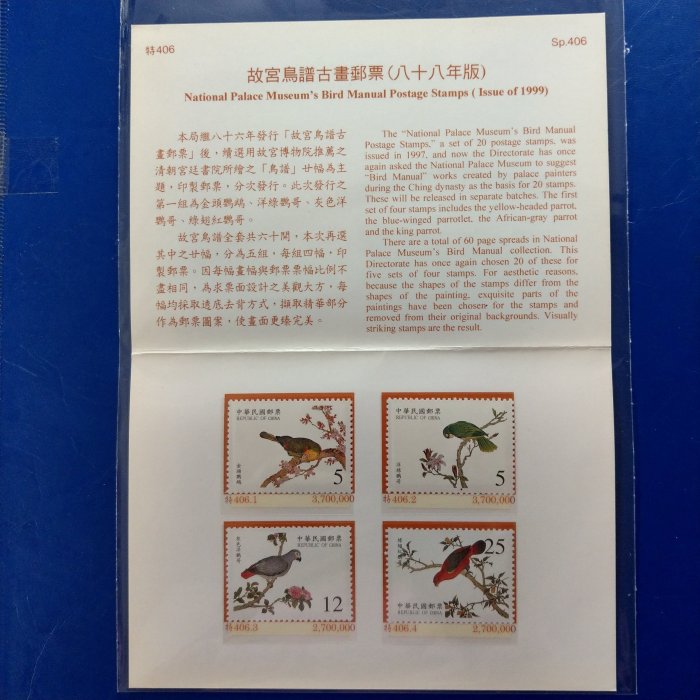 特406
Sp.406
故宮鳥譜古畫郵票(八十八年版)
National Palace Museum's Bird Manual Postage Stamps ( Issue of 1999)
本局繼八十六年發行「故宮鳥譜古
畫郵票」後，續選用故宮博物院推薦之
清朝宮廷書院所繪之「鳥譜」廿幅為主
題，印製郵票，分次發行。此次發行之
第一組為金頭鸚鵡、洋綠鸚哥、灰色洋
鸚哥、綠翅紅鸚哥。
故宮鳥譜全套共六十開，本次再選
其中之廿幅，分為五組，每組四幅，印
製郵票。因每幅畫幅與郵票票幅比例不
盡相同，為求票面設計之美觀大方，每
幅均採取透底去背方式，擷取精華部分
作為郵票圖案，使畫面更臻完美。
The "National Palace Museum's Bird Manual
Postage Stamps," a set of 20 postage stamps, was
issued in 1997, and now the Directorate has once
again asked the National Palace Museum to suggest
"Bird Manual" works created by palace painters
during the Ching dynasty as the basis for 20 stamps.
These will be released in separate batches. The first
set of four stamps includes the yellow-headed parrot,
the blue-winged parrotlet, the African-gray parrot
and the king parrot.
There are a total of 60 page spreads in National
Palace Museum's Bird Manual collection. This
Directorate has once again chosen 20 of these for
five sets of four stamps. For aesthetic reasons,
because the shapes of the stamps differ from the
shapes of the painting, exquisite parts of the
paintings have been chosen for the stamps and
removed from their original backgrounds. Visually
striking stamps are the result.
中華民國郵票
REPUBLIC OF CHINA
金頭鸚鵡
5
特406.1
3,700,000
中華民國郵票
REPUBLIC OF CHINA
洋綠鸚哥
5
特406.2
3,700,000
灰色洋鸚哥
中華民國郵票
REPUBLIC OF CHINA
12
特406.3
2,700,000
綠翅紅鸚哥
25
中華民國郵票
REPUBLIC OF CHINA
特406.4
2,700,000